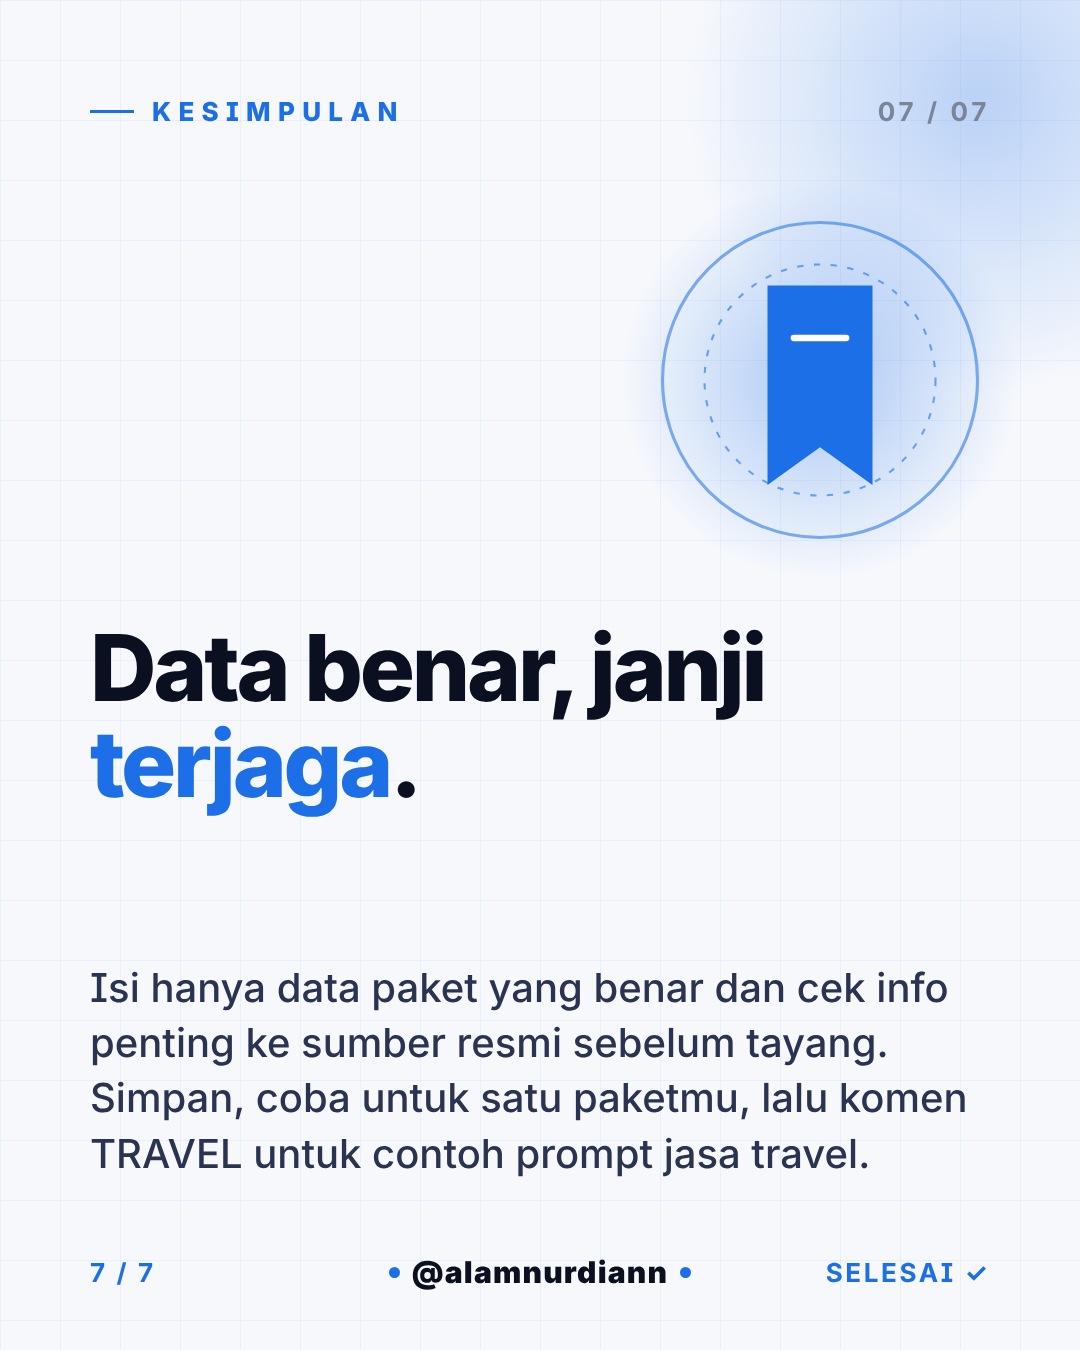 KESIMPULAN
07 / 07
Data benar, janji
terjaga.
Isi hanya data paket yang benar dan cek info
penting ke sumber resmi sebelum tayang.
Simpan, coba untuk satu paketmu, lalu komen
TRAVEL untuk contoh prompt jasa travel.
7 / 7
@alamnurdiann
SELESAI ✓